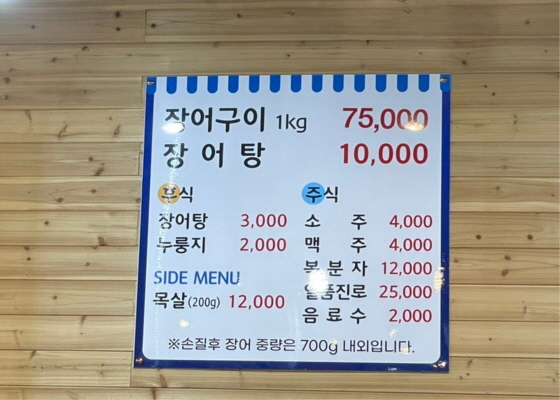 장어구이 1kg 75,000
장어탕 10,000
후식
장어탕 3,000
누룽지 2,000
SIDE MENU
목살(200g) 12,000
주식
소주 4,000
맥주 4,000
복분자 12,000
일품진로 25,000
음료수 2,000
※손질후 장어 중량은 700g 내외입니다.